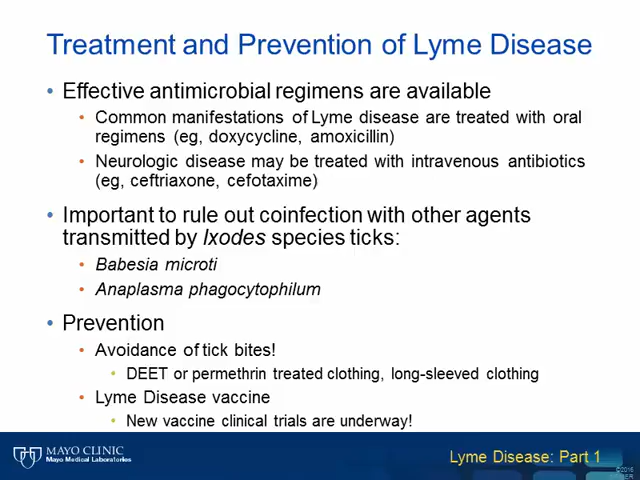 Treatment and Prevention of Lyme Disease
• Effective antimicrobial regimens are available
• Common manifestations of Lyme disease are treated with oral
regimens (eg, doxycycline, amoxicillin)
• Neurologic disease may be treated with intravenous antibiotics
(eg, ceftriaxone, cefotaxime)
• Important to rule out coinfection with other agents
transmitted by Ixodes species ticks:
• Babesia microti
• Anaplasma phagocytophilum
• Prevention
• Avoidance of tick bites!
• DEET or permethrin treated clothing, long-sleeved clothing
• Lyme Disease vaccine
• New vaccine clinical trials are underway!
MAYO CLINIC
Mayo Medical Laboratories
Lyme Disease: Part 1
©2016